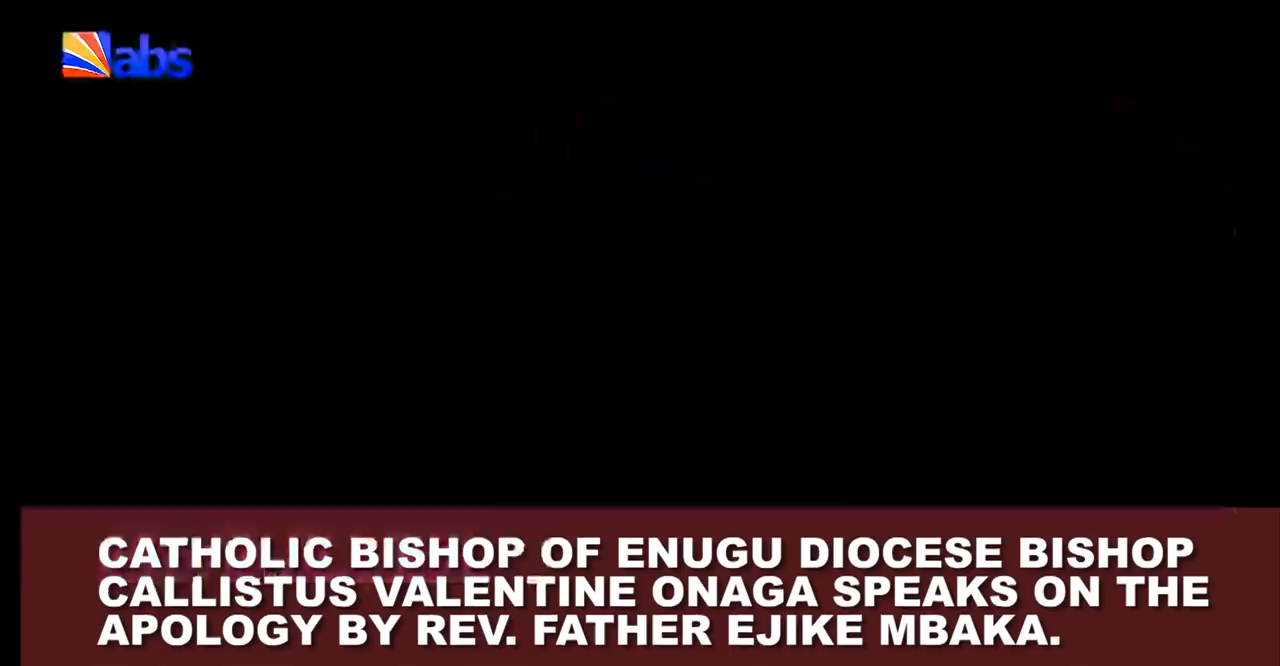 abs
CATHOLIC BISHOP OF ENUGU DIOCESE BISHOP
CALLISTUS VALENTINE ONAGA SPEAKS ON THE
APOLOGY BY REV. FATHER EJIKE MBAKA.